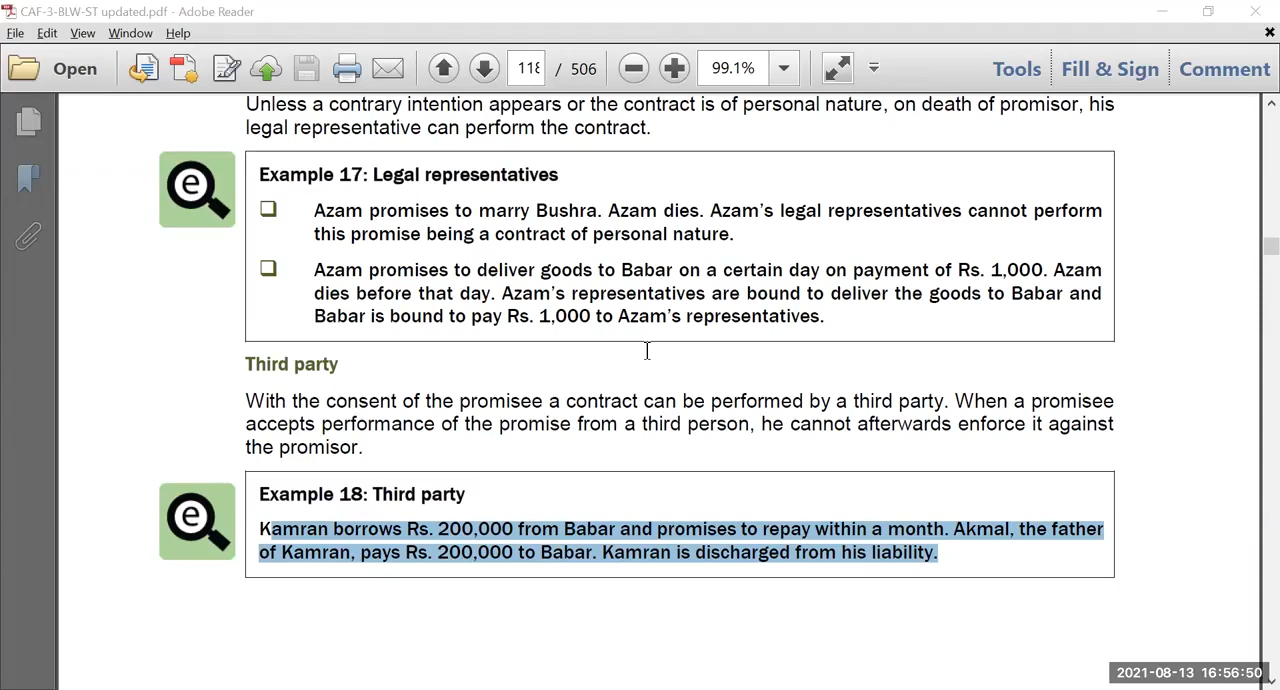 CAF-3-BLW-ST updated.pdf - Adobe Reader
File Edit View Window Help
Open 118 / 506 99.1% Tools Fill & Sign Comment
Unless a contrary intention appears or the contract is of personal nature, on death of promisor, his
legal representative can perform the contract.
e
Example 17: Legal representatives
Azam promises to marry Bushra. Azam dies. Azam's legal representatives cannot perform
this promise being a contract of personal nature.
Azam promises to deliver goods to Babar on a certain day on payment of Rs. 1,000. Azam
dies before that day. Azam's representatives are bound to deliver the goods to Babar and
Babar is bound to pay Rs. 1,000 to Azam's representatives.
Third party
With the consent of the promisee a contract can be performed by a third party. When a promisee
accepts performance of the promise from a third person, he cannot afterwards enforce it against
the promisor.
e
Example 18: Third party
Kamran borrows Rs. 200,000 from Babar and promises to repay within a month. Akmal, the father
of Kamran, pays Rs. 200,000 to Babar. Kamran is discharged from his liability.
2021-08-13 16:56:50